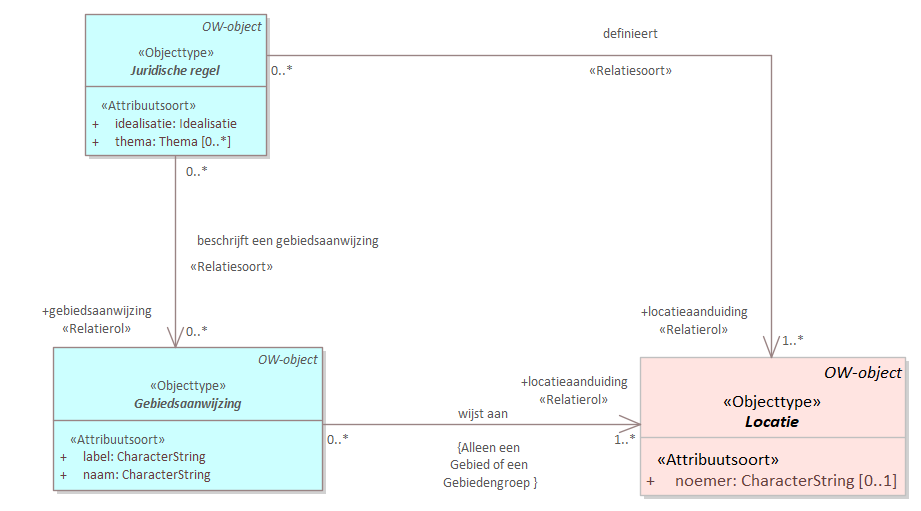 OW-object
«Objecttype»
Juridische regel
«Attribuutsoort»
+ idealisatie: Idealisatie
+ thema: Thema [0..*]
0..*
definieert
«Relatiesoort»
0..*
beschrijft een gebiedsaanwijzing
«Relatiesoort»
+gebiedsaanwijzing
«Relatierol»
0..*
+locatieaanduiding
«Relatierol»
1..*
OW-object
«Objecttype»
Gebiedsaanwijzing
«Attribuutsoort»
+ label: CharacterString
+ naam: CharacterString
0..*
wijst aan
{Alleen een
Gebied of een
Gebiedengroep }
+locatieaanduiding
«Relatierol»
1..*
OW-object
«Objecttype»
Locatie
«Attribuutsoort»
+ noemer: CharacterString [0..1]